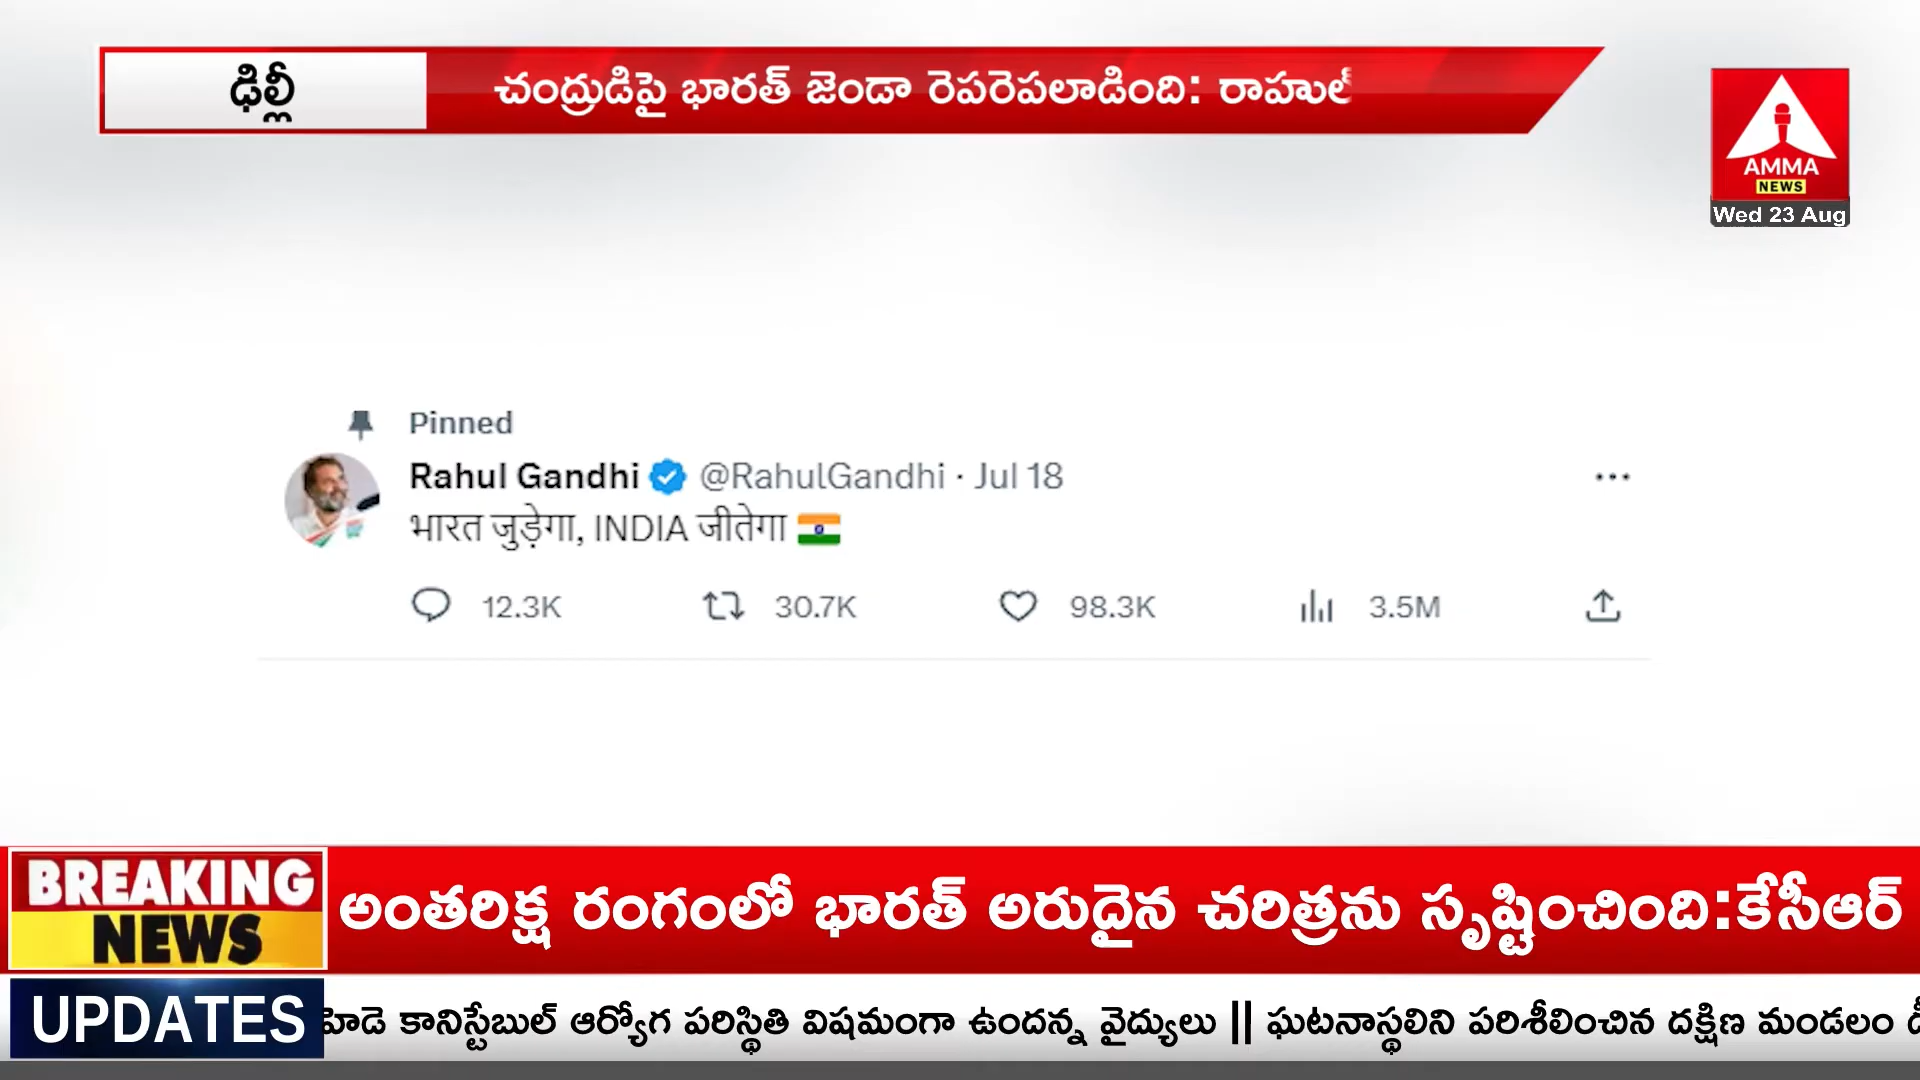 ఢిల్లీ
చంద్రుడిపై భారత్ జెండా రెపరెపలాడింది: రాహుల్
AMMA
NEWS
Wed 23 Aug
Pinned
Rahul Gandhi @RahulGandhi · Jul 18
भारत जुड़ेगा, INDIA जीतेगा 🇮🇳
12.3K 30.7K 98.3K 3.5M
BREAKING
NEWS
అంతరిక్ష రంగంలో భారత్ అరుదైన చరిత్రను సృష్టించింది:కేసీఆర్
UPDATES
కానిస్టేబుల్ ఆర్యోగ పరిస్థితి విషమంగా ఉందన్న వైద్యులు || ఘటనాస్థలిని పరిశీలించిన దక్షిణ మండలం